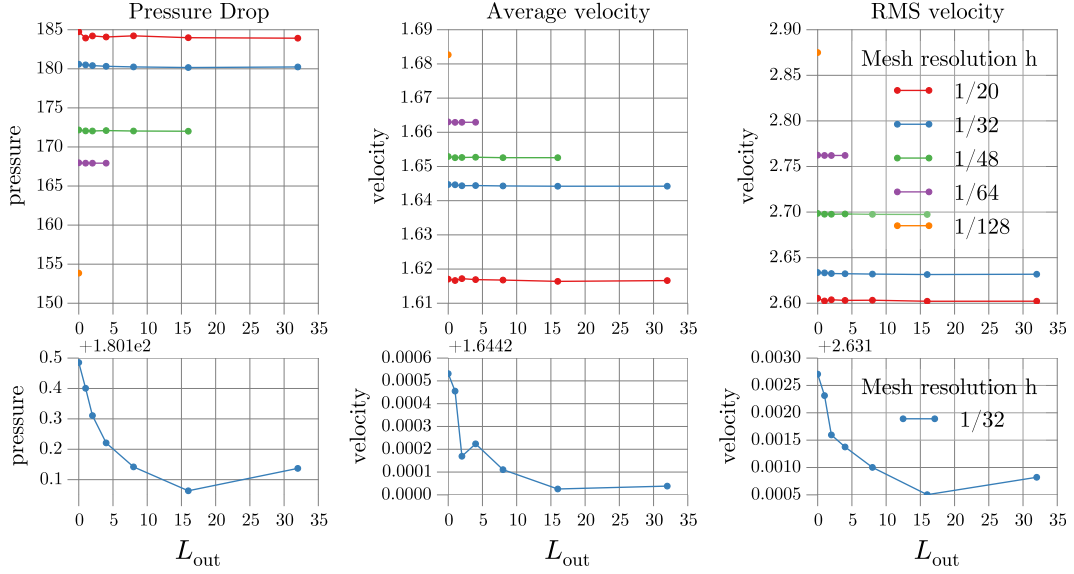 Pressure Drop
185
180
175
170
165
160
155
150
pressure
0 5 10 15 20 25 30 35
Average velocity
1.69
1.68
1.67
1.66
1.65
1.64
1.63
1.62
1.61
velocity
0 5 10 15 20 25 30 35
RMS velocity
2.90
2.85
2.80
2.75
2.70
2.65
2.60
velocity
Mesh resolution h
1/20
1/32
1/48
1/64
1/128
0 5 10 15 20 25 30 35
+1.801e2
0.5
0.4
0.3
0.2
0.1
pressure
0 5 10 15 20 25 30 35
L_out
+1.6442
0.0006
0.0005
0.0004
0.0003
0.0002
0.0001
0.0000
velocity
0 5 10 15 20 25 30 35
L_out
+2.631
0.0030
0.0025
0.0020
0.0015
0.0010
0.0005
velocity
Mesh resolution h
1/32
0 5 10 15 20 25 30 35
L_out